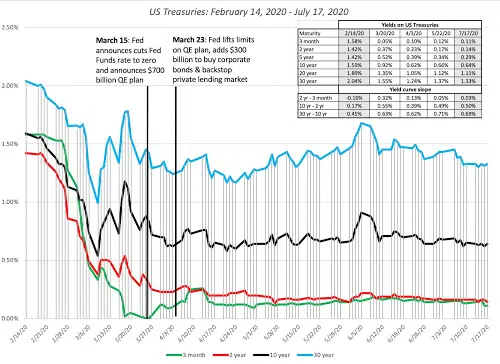 US Treasuries: February 14, 2020 - July 17, 2020
2.50%
2.00%
1.50%
1.00%
0.50%
0.00%
March 15: Fed
announces cuts Fed
Funds rate to zero
and announces $700
billion QE plan
March 23: Fed lifts limits
on QE plan, adds $300
billion to buy corporate
bonds & backstop
private lending market
Yields on US Treasuries
Maturity 2/14/20 3/20/20 4/3/20 5/22/20 7/17/20
3 month 1.58% 0.05% 0.10% 0.12% 0.11%
2 year 1.42% 0.37% 0.23% 0.17% 0.14%
5 year 1.42% 0.52% 0.39% 0.34% 0.29%
10 year 1.59% 0.92% 0.62% 0.66% 0.64%
20 year 1.89% 1.35% 1.05% 1.12% 1.11%
30 year 2.04% 1.55% 1.24% 1.37% 1.33%
Yield curve slope
2 yr - 3 month -0.16% 0.32% 0.13% 0.05% 0.03%
10 yr - 2 yr 0.17% 0.55% 0.39% 0.49% 0.50%
30 yr - 10 yr 0.45% 0.63% 0.62% 0.71% 0.69%
2/14/20 2/21/20 2/28/20 3/6/20 3/13/20 3/20/20 3/27/20 4/3/20 4/10/20 4/17/20 4/24/20 5/1/20 5/8/20 5/15/20 5/22/20 5/29/20 6/5/20 6/12/20 6/19/20 6/26/20 7/3/20 7/10/20 7/17/20
3 month 2 year 10 year 30 year